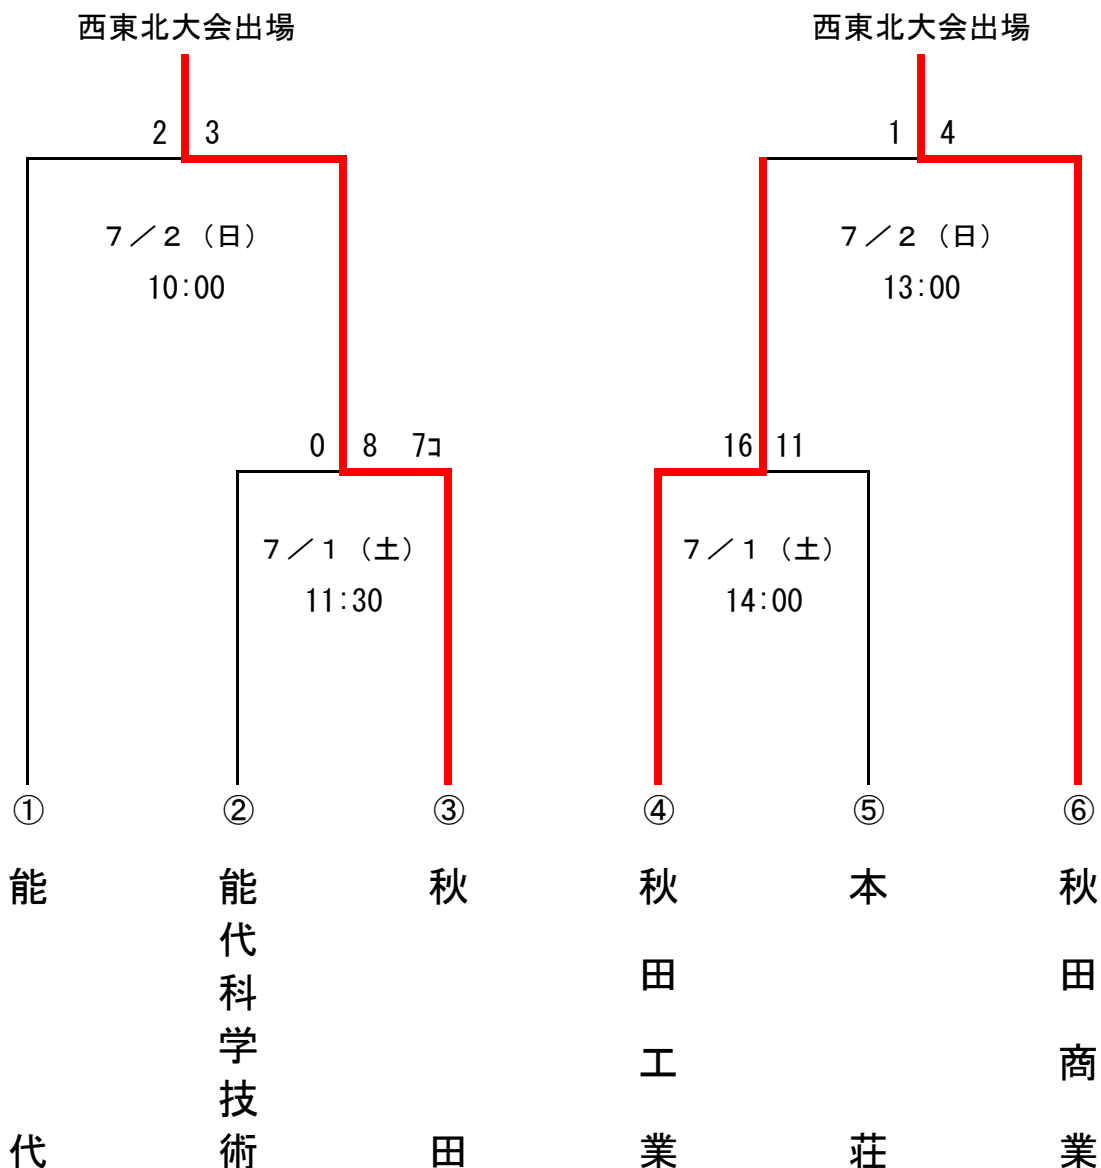 西東北大会出場
西東北大会出場
2 3
1 4
７／２（日）
10:00
７／２（日）
13:00
0 8 7コ
16 11
７／１（土）
11:30
７／１（土）
14:00
① ② ③ ④ ⑤ ⑥
能代
能代科学技術
秋田
秋田工業
本荘
秋田商業